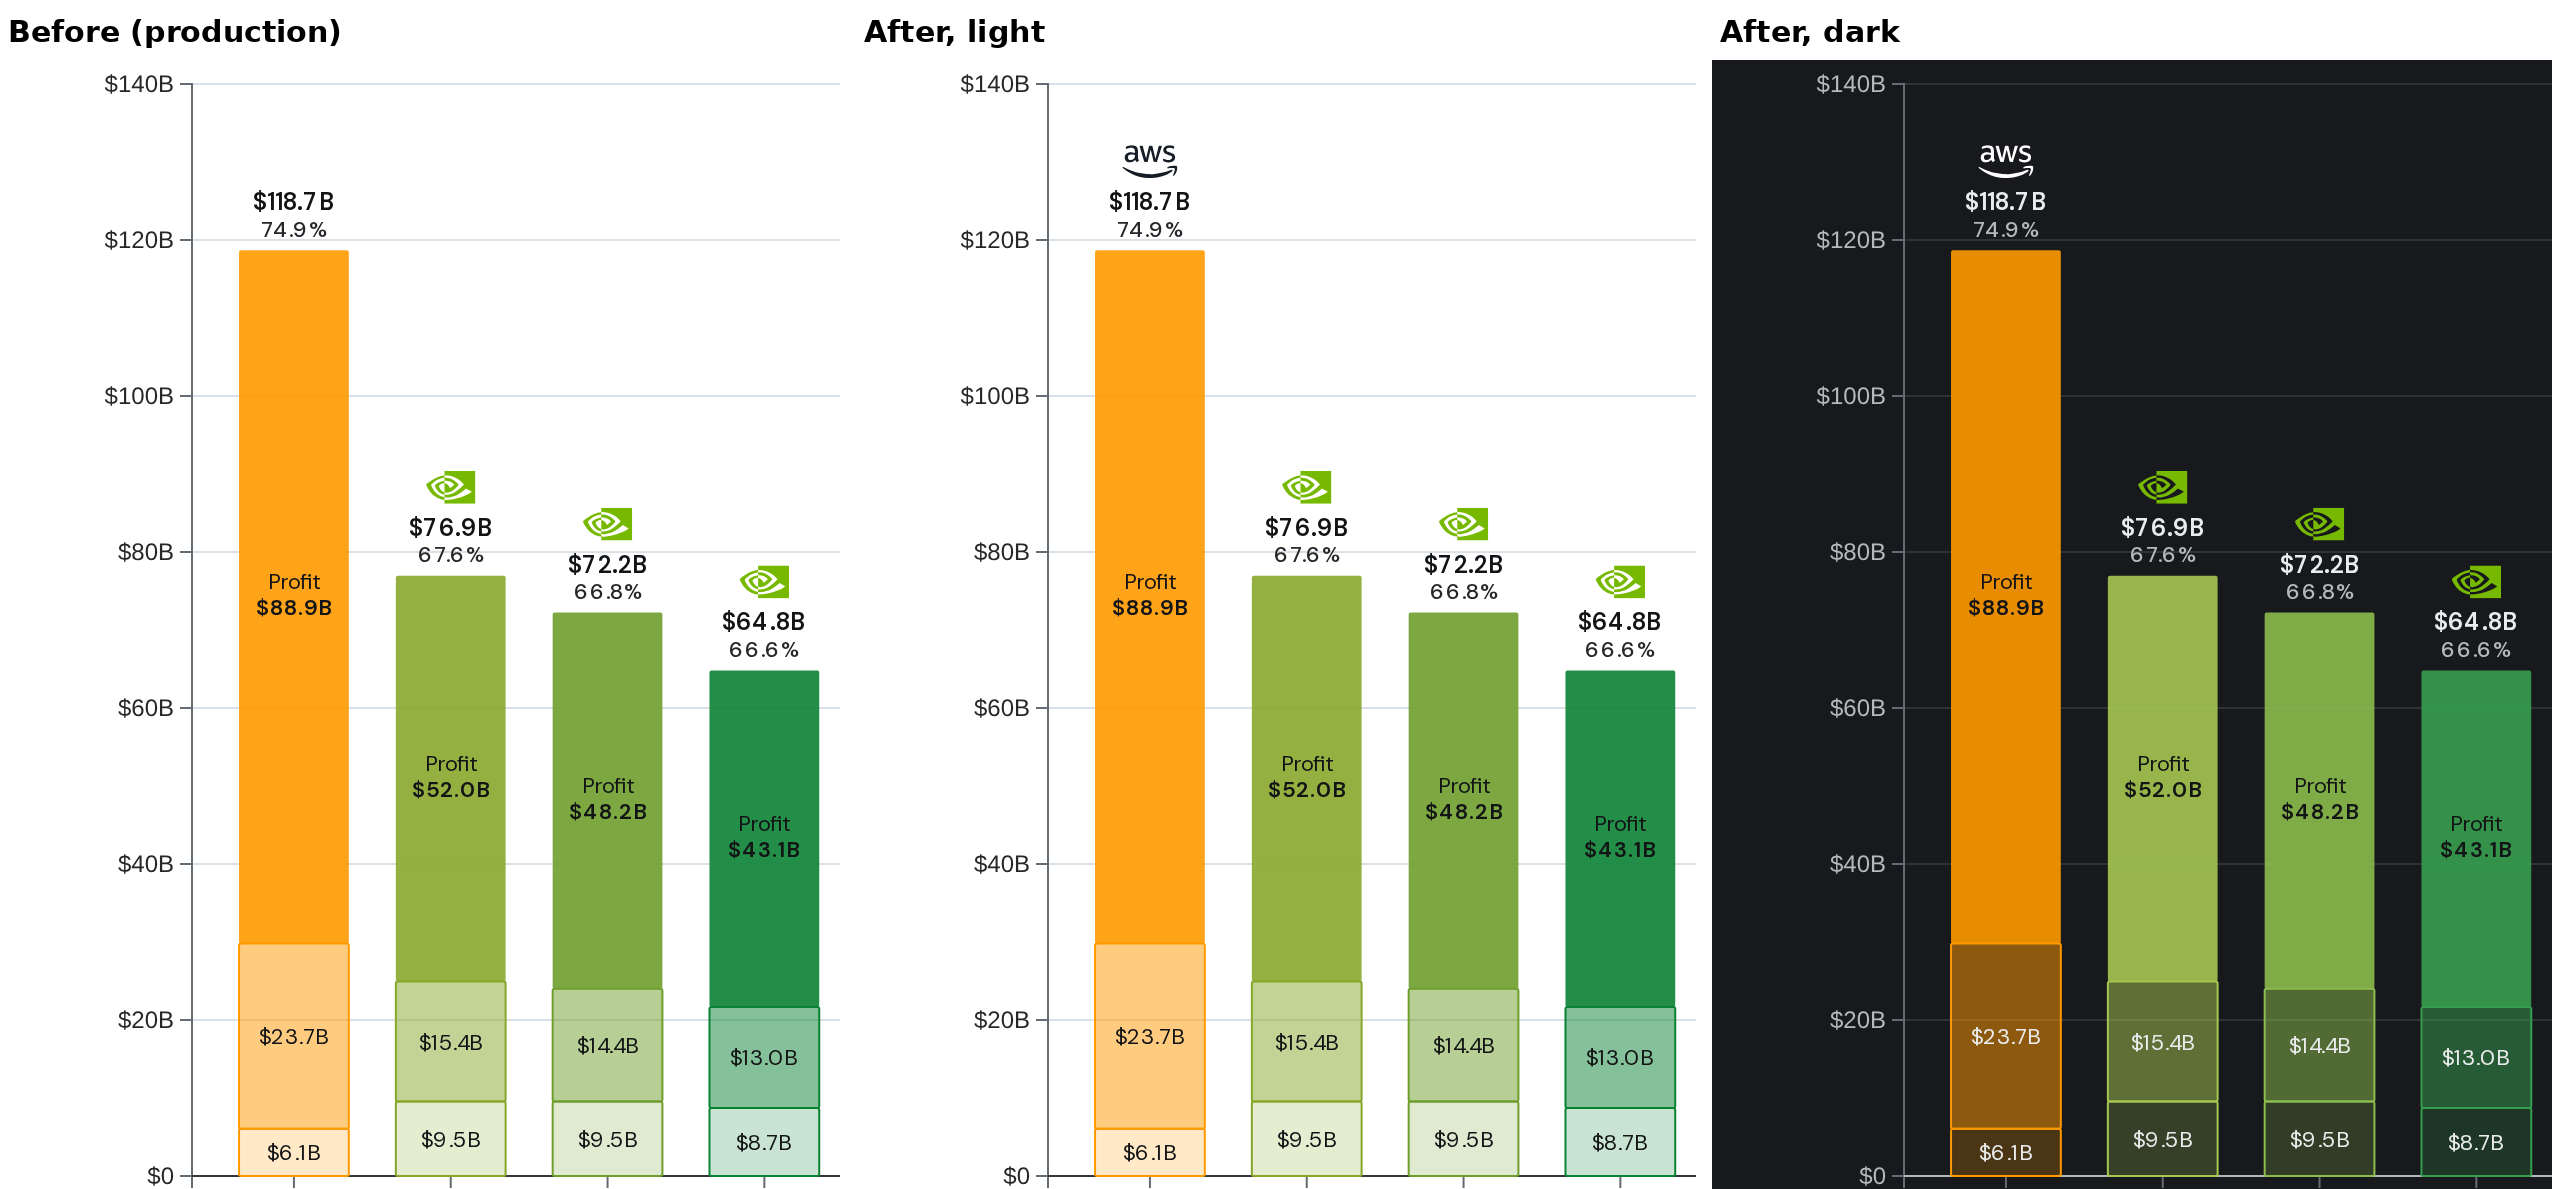 Before (production)
$140B
$120B
$100B
$80B
$60B
$40B
$20B
$0
$118.7B
74.9%
Profit
$88.9B
$23.7B
$6.1B
$76.9B
67.6%
Profit
$52.0B
$15.4B
$9.5B
$72.2B
66.8%
Profit
$48.2B
$14.4B
$9.5B
$64.8B
66.6%
Profit
$43.1B
$13.0B
$8.7B
After, light
$140B
$120B
$100B
$80B
$60B
$40B
$20B
$0
aws
$118.7B
74.9%
Profit
$88.9B
$23.7B
$6.1B
$76.9B
67.6%
Profit
$52.0B
$15.4B
$9.5B
$72.2B
66.8%
Profit
$48.2B
$14.4B
$9.5B
$64.8B
66.6%
Profit
$43.1B
$13.0B
$8.7B
After, dark
$140B
$120B
$100B
$80B
$60B
$40B
$20B
$0
aws
$118.7B
74.9%
Profit
$88.9B
$23.7B
$6.1B
$76.9B
67.6%
Profit
$52.0B
$15.4B
$9.5B
$72.2B
66.8%
Profit
$48.2B
$14.4B
$9.5B
$64.8B
66.6%
Profit
$43.1B
$13.0B
$8.7B